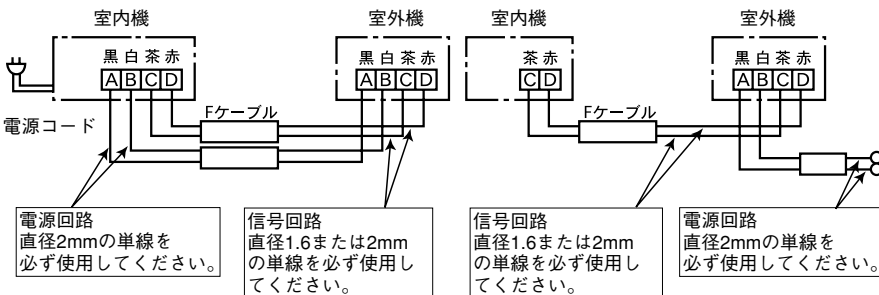 室内機
室外機
黒 白 茶 赤
A B C D
黒 白 茶 赤
A B C D
電源コード
Fケーブル
電源回路
直径2mmの単線を
必ず使用してください。
信号回路
直径1.6または2mm
の単線を必ず使用し
てください。
室内機
室外機
茶 赤
C D
黒 白 茶 赤
A B C D
Fケーブル
信号回路
直径1.6または2mm
の単線を必ず使用し
てください。
電源回路
直径2mmの単線を
必ず使用してください。